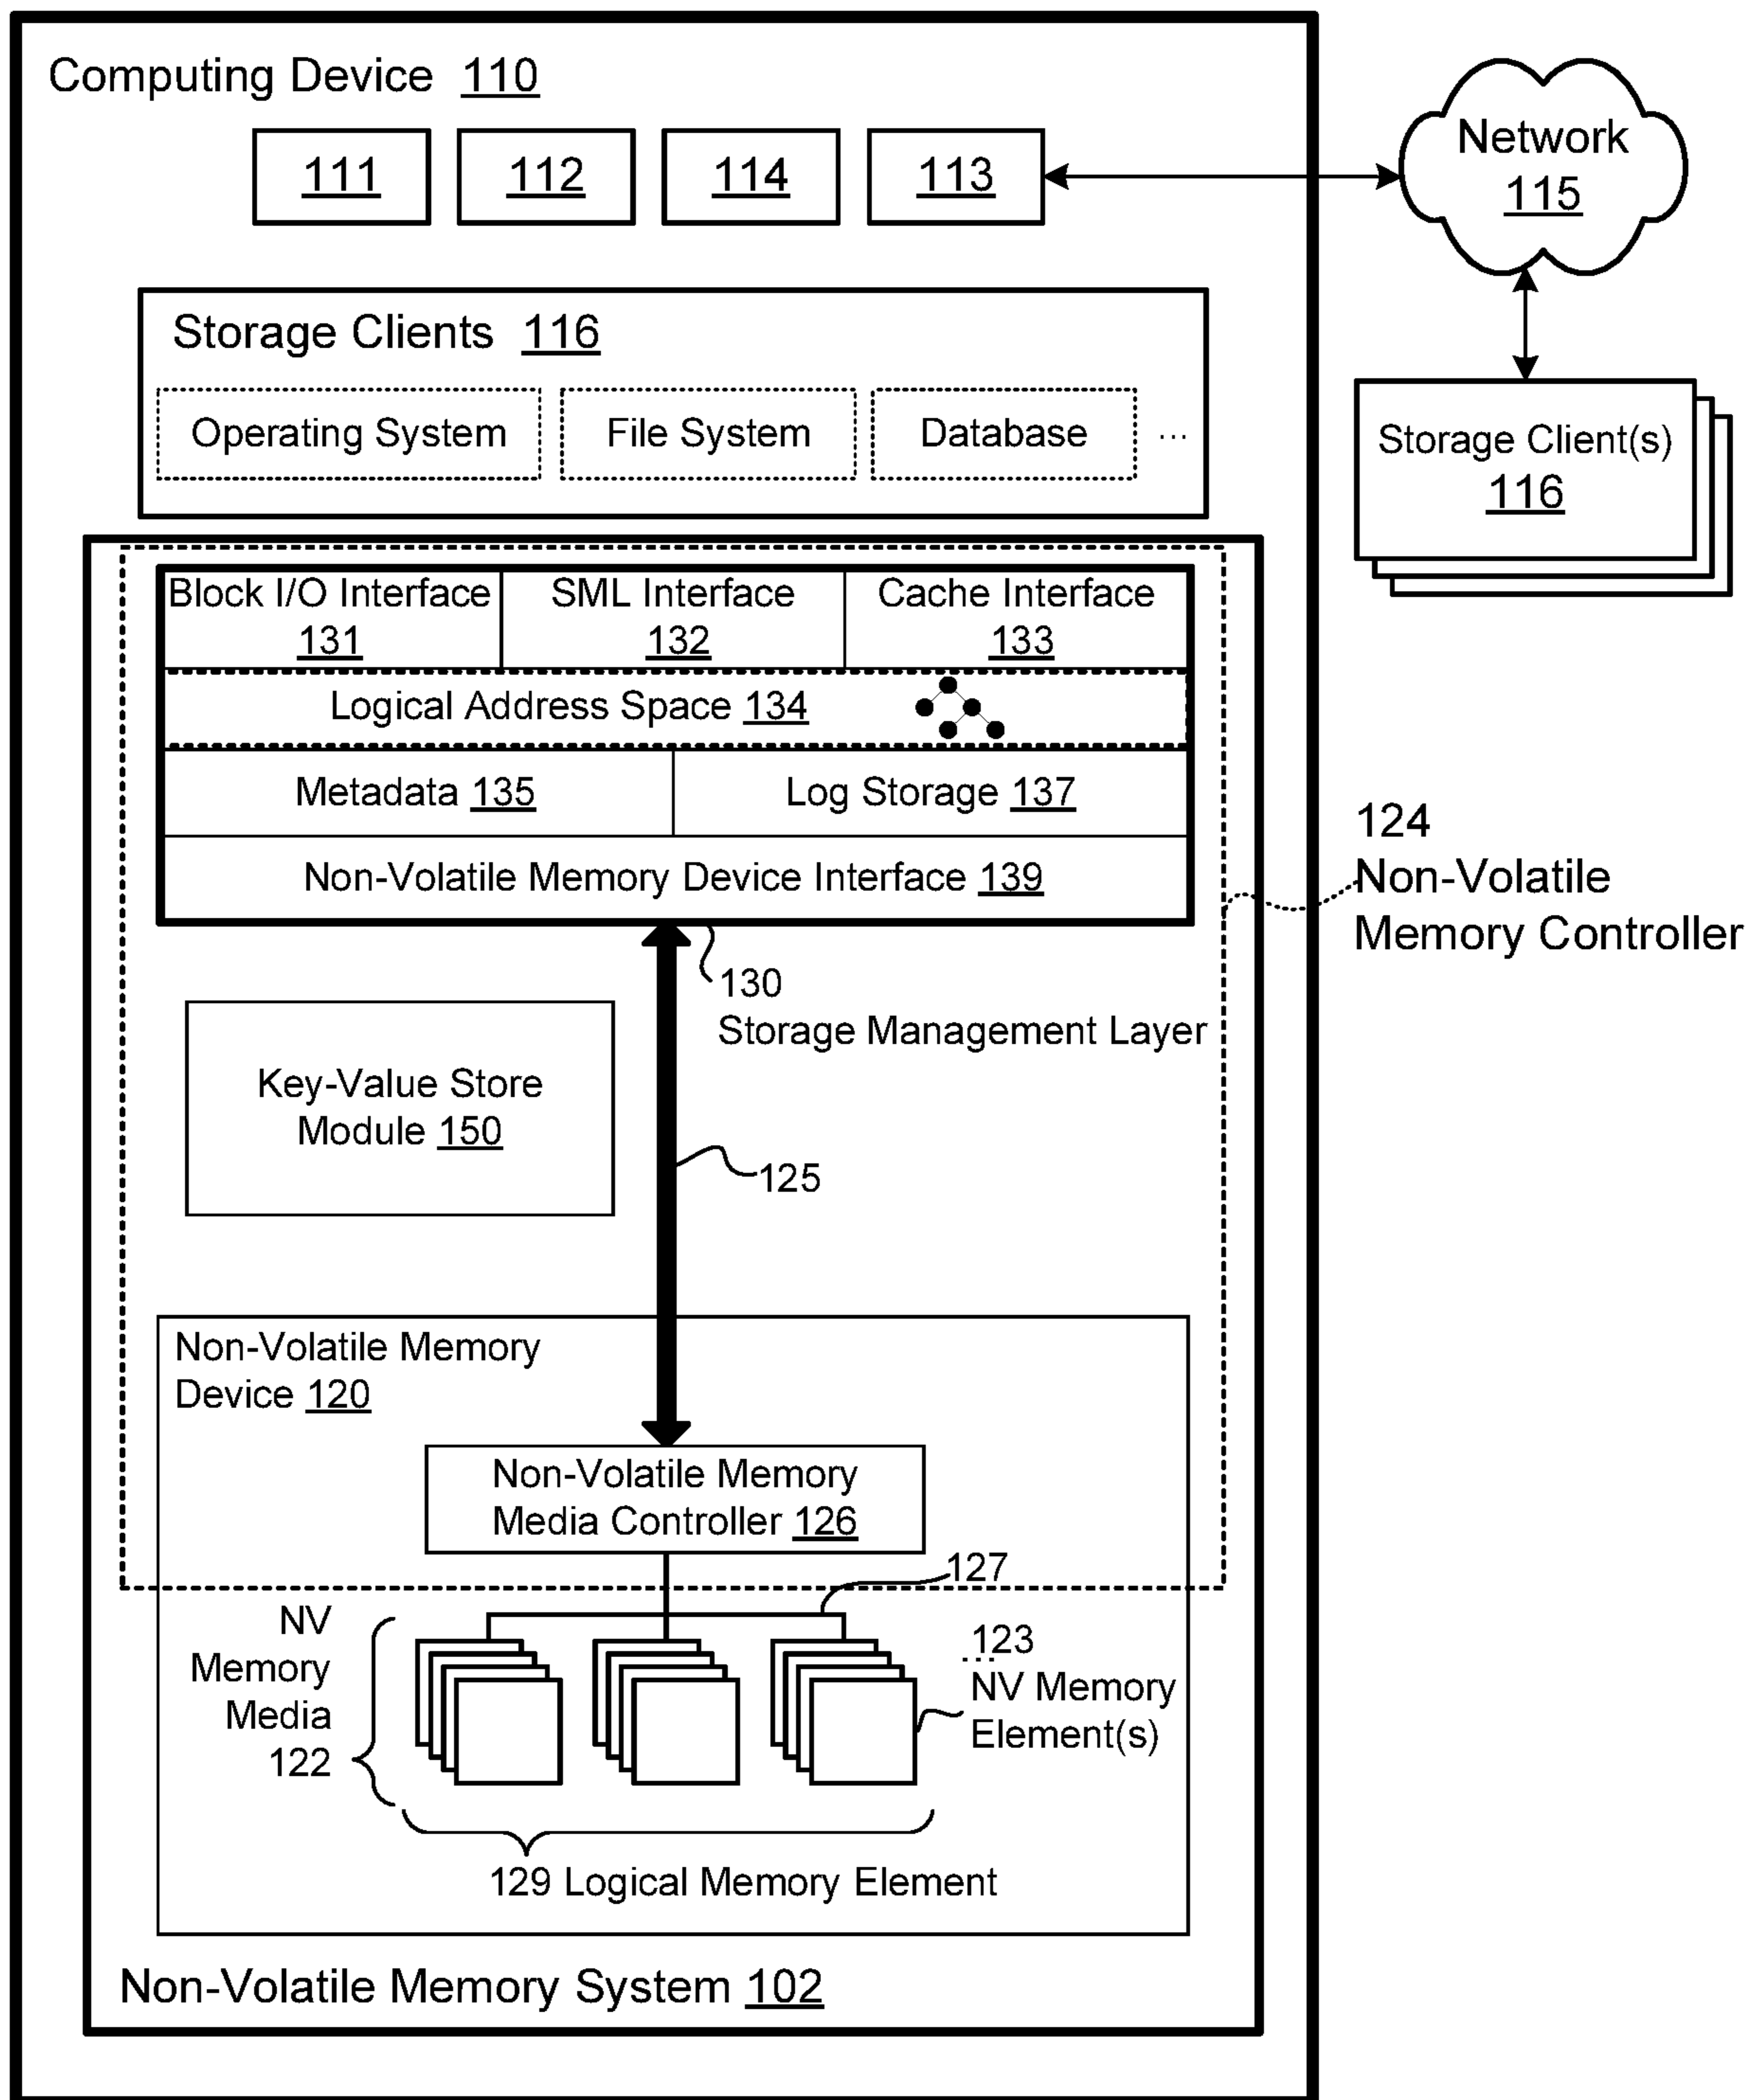 Computing Device 110
111
112
114
113
Network
115
Storage Clients 116
Operating System
File System
Database
...
Storage Client(s)
116
Block I/O Interface
131
SML Interface
132
Cache Interface
133
Logical Address Space 134
Metadata 135
Log Storage 137
Non-Volatile Memory Device Interface 139
124
Non-Volatile
Memory Controller
130
Storage Management Layer
Key-Value Store
Module 150
125
Non-Volatile Memory
Device 120
Non-Volatile Memory
Media Controller 126
127
NV
Memory
Media
122
...
123
NV Memory
Element(s)
129 Logical Memory Element
Non-Volatile Memory System 102